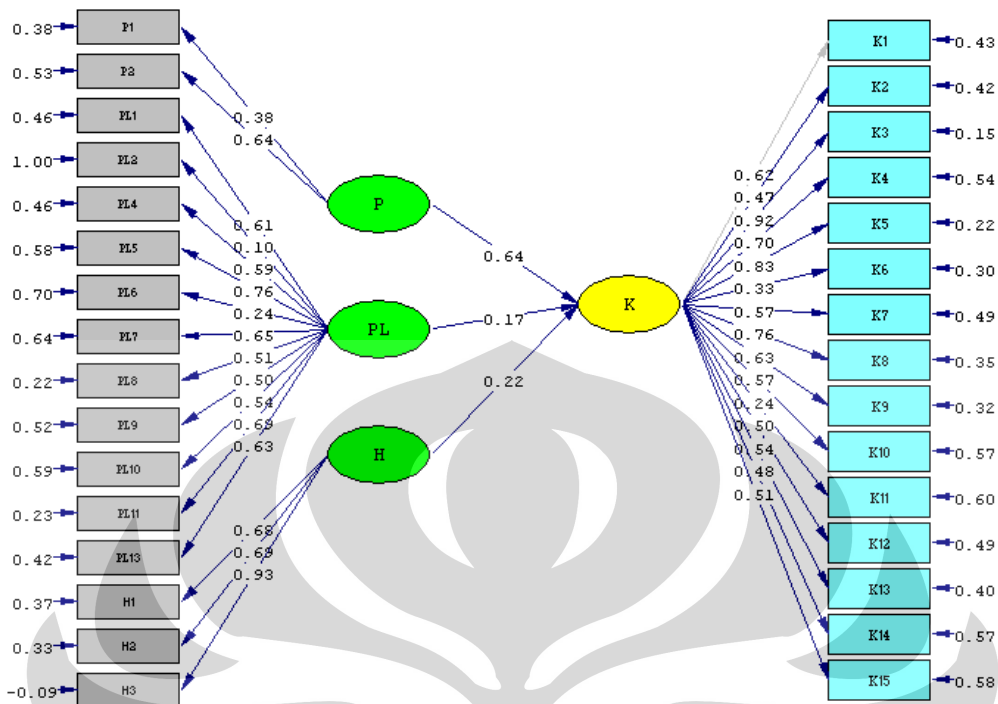 0.38 P1
0.53 P2
0.46 PL1
1.00 PL2
0.46 PL4
0.58 PL5
0.70 PL6
0.64 PL7
0.22 PL8
0.52 PL9
0.59 PL10
0.23 PL11
0.42 PL13
0.37 H1
0.33 H2
-0.09 H3
0.38
0.64
0.61
0.10
0.59
0.76
0.24
0.65
0.51
0.50
0.54
0.69
0.63
0.68
0.69
0.93
P
PL
H
0.64
0.17
0.22
K
0.62
0.47
0.92
0.70
0.83
0.33
0.57
0.76
0.63
0.57
0.24
0.50
0.54
0.48
0.51
K1 0.43
K2 0.42
K3 0.15
K4 0.54
K5 0.22
K6 0.30
K7 0.49
K8 0.35
K9 0.32
K10 0.57
K11 0.60
K12 0.49
K13 0.40
K14 0.57
K15 0.58